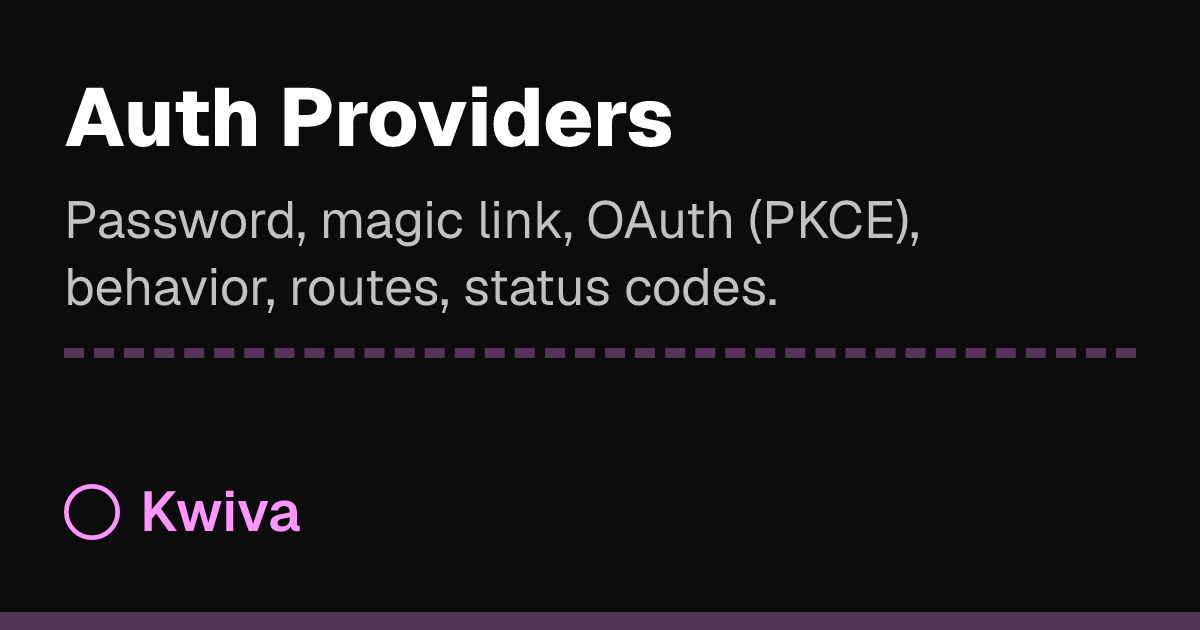 Auth Providers
Password, magic link, OAuth (PKCE),
behavior, routes, status codes.
Kwiva